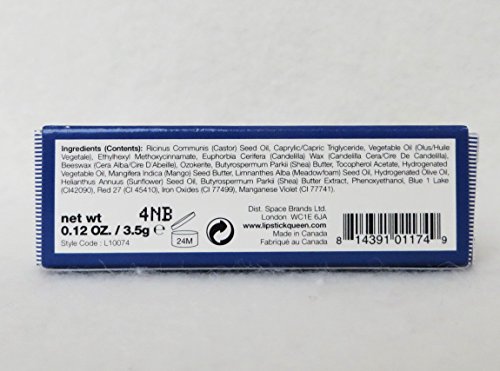 Ingredients (Contents): Ricinus Communis (Castor) Seed Oil, Caprylic/Capric Triglyceride, Vegetable Oil (Olus/Huile
Vegetale), Ethylhexyl Methoxycinnamate, Euphorbia Cerifera (Candelilla) Wax (Candelilla Cera/Cire De Candelilla),
Beeswax (Cera Alba/Cire D'Abeille), Ozokerite, Butyrospermum Parkii (Shea) Butter, Tocopherol Acetate, Hydrogenated
Vegetable Oil, Mangifera Indica (Mango) Seed Butter, Limnanthes Alba (Meadowfoam) Seed Oil, Hydrogenated Olive Oil,
Helianthus Annuus (Sunflower) Seed Oil, Butyrospermum Parkii (Shea) Butter Extract, Phenoxyethanol, Blue 1 Lake
(CI42090), Red 27 (CI 45410), Iron Oxides (CI 77499), Manganese Violet (CI 77741).
net wt
0.12 OZ. / 3.5g e
Style Code : L10074
4NB
24M
Dist. Space Brands Ltd.
London WC1E 6JA
www.lipstickqueen.com
Made in Canada
Fabriqué au Canada
8 14391 01174 9